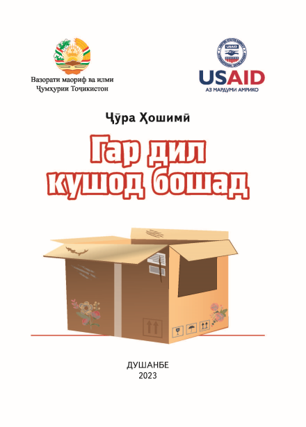 Вазорати маориф ва илми
Ҷумҳурии Тоҷикистон
USAID
АЗ МАРДУМИ АМРИКО
Ҷӯра Ҳошимӣ
Гар дил
кушод бошад
ДУШАНБЕ
2023